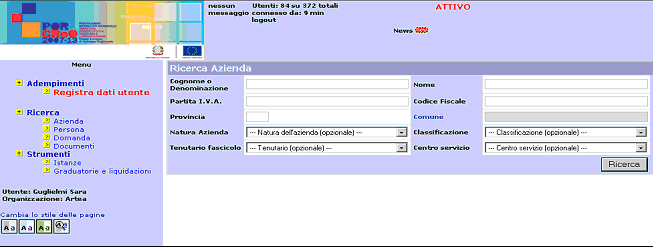 POR
CReO
2007-13
nessun messaggio
Utenti: 84 su 372 totali
connesso da: 9 min
logout
ATTIVO
News
Menu
Adempimenti
Registra dati utente
Ricerca
Azienda
Persona
Domanda
Documenti
Strumenti
Istanze
Graduatorie e liquidazioni
Utente: Guglielmi Sara
Organizzazione: Artea
Cambia lo stile delle pagine
Aa Aa Aa
Ricerca Azienda
Cognome o Denominazione
Nome
Partita I.V.A.
Codice Fiscale
Provincia
Comune
Natura Azienda --- Natura dell'azienda (opzionale) ---
Classificazione --- Classificazione (opzionale) ---
Tenutario fascicolo --- Tenutario (opzionale) ---
Centro servizio --- Centro servizio (opzionale) ---
Ricerca